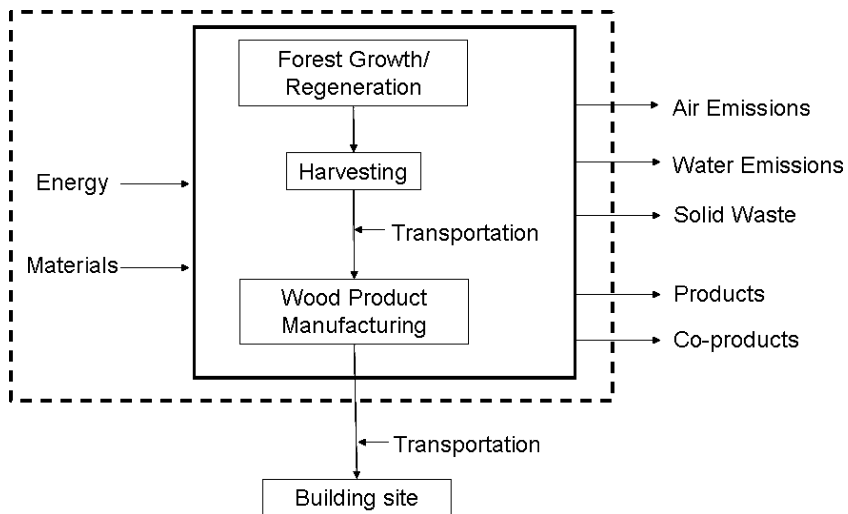 Forest Growth/
Regeneration
Harvesting
Transportation
Wood Product
Manufacturing
Energy
Materials
Air Emissions
Water Emissions
Solid Waste
Products
Co-products
Transportation
Building site